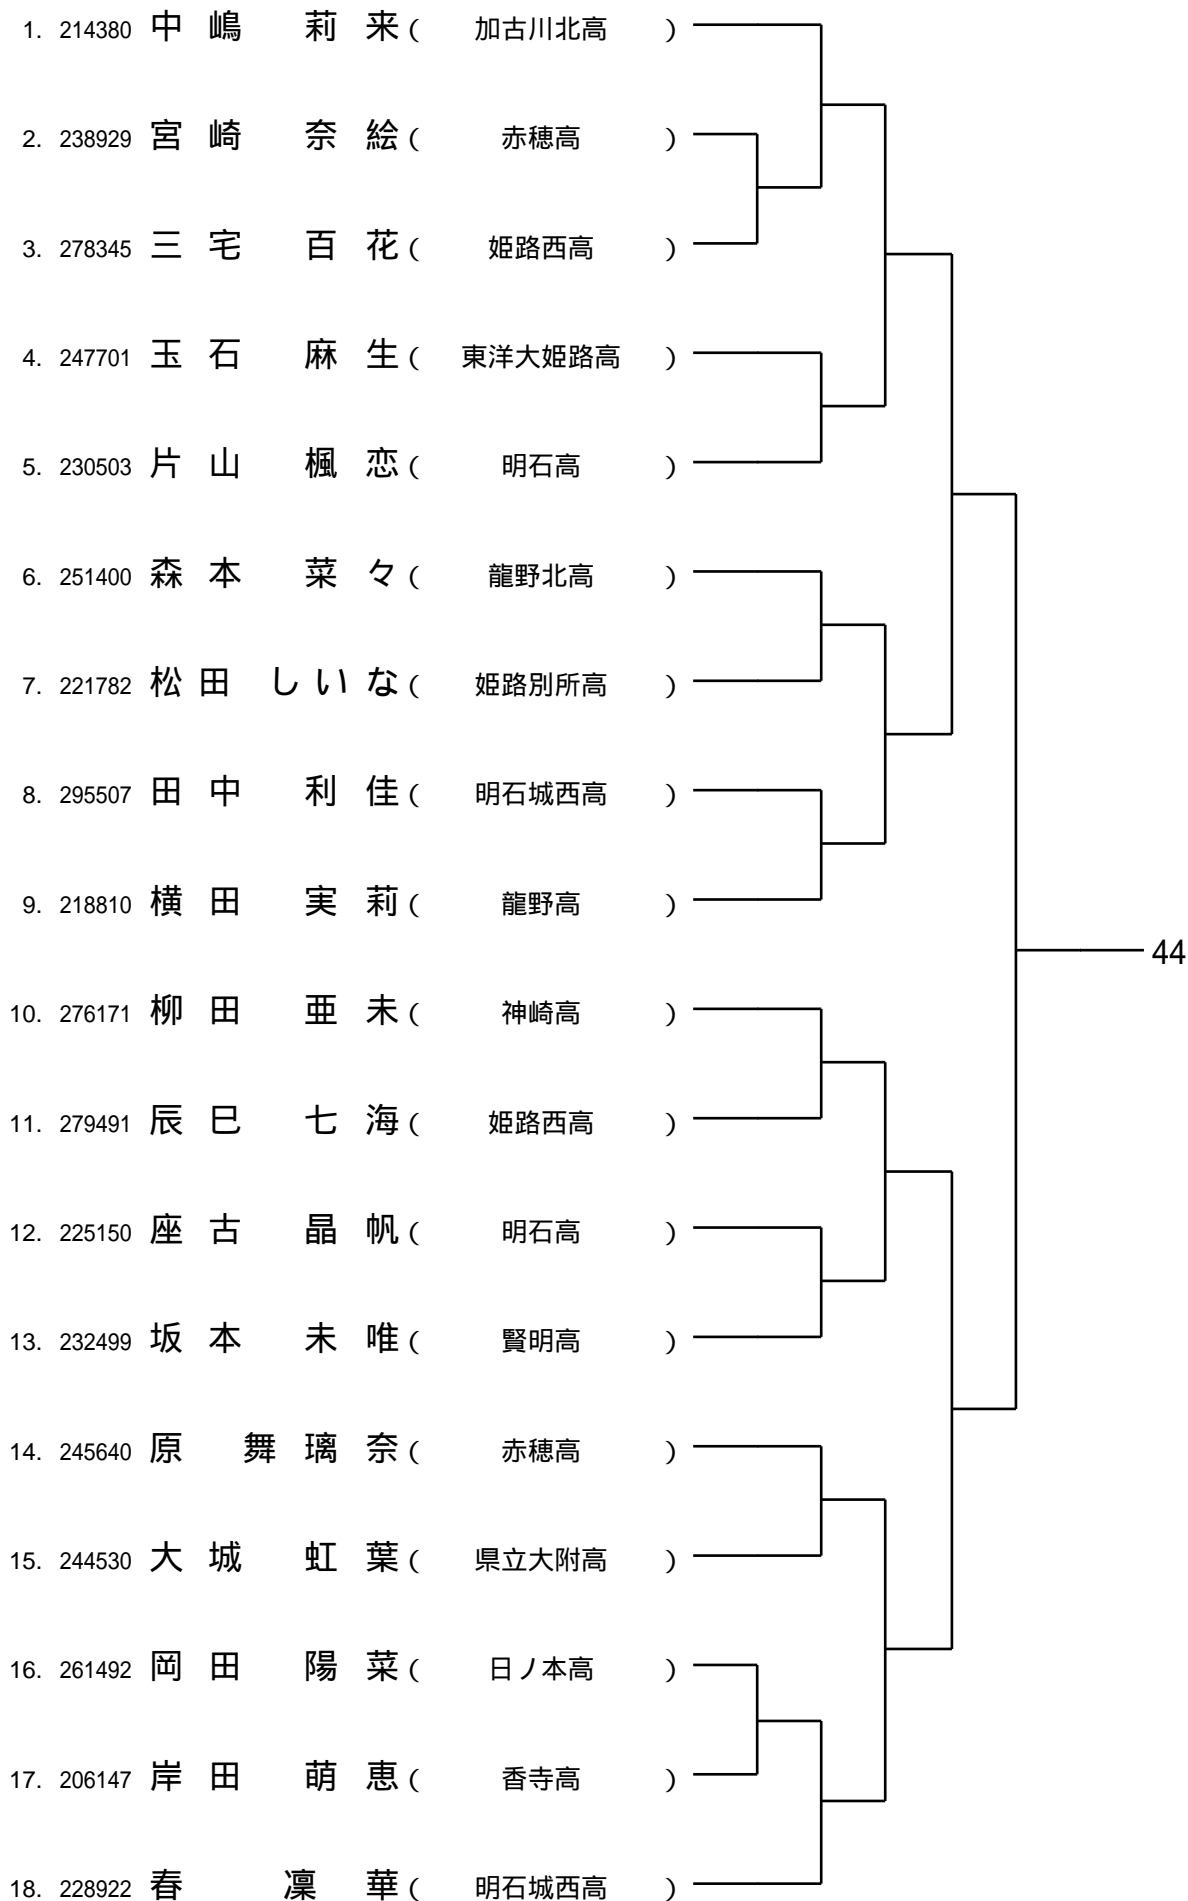 1. 214380 中嶋 莉来 ( 加古川北高 )
2. 238929 宮崎 奈絵 ( 赤穂高 )
3. 278345 三宅 百花 ( 姫路西高 )
4. 247701 玉石 麻生 ( 東洋大姫路高 )
5. 230503 片山 楓恋 ( 明石高 )
6. 251400 森本 菜々 ( 龍野北高 )
7. 221782 松田 しいな ( 姫路別所高 )
8. 295507 田中 利佳 ( 明石城西高 )
9. 218810 横田 実莉 ( 龍野高 )
44
10. 276171 柳田 亜未 ( 神崎高 )
11. 279491 辰巳 七海 ( 姫路西高 )
12. 225150 座古 晶帆 ( 明石高 )
13. 232499 坂本 未唯 ( 賢明高 )
14. 245640 原 舞璃奈 ( 赤穂高 )
15. 244530 大城 虹葉 ( 県立大附高 )
16. 261492 岡田 陽菜 ( 日ノ本高 )
17. 206147 岸田 萌恵 ( 香寺高 )
18. 228922 春 凜華 ( 明石城西高 )